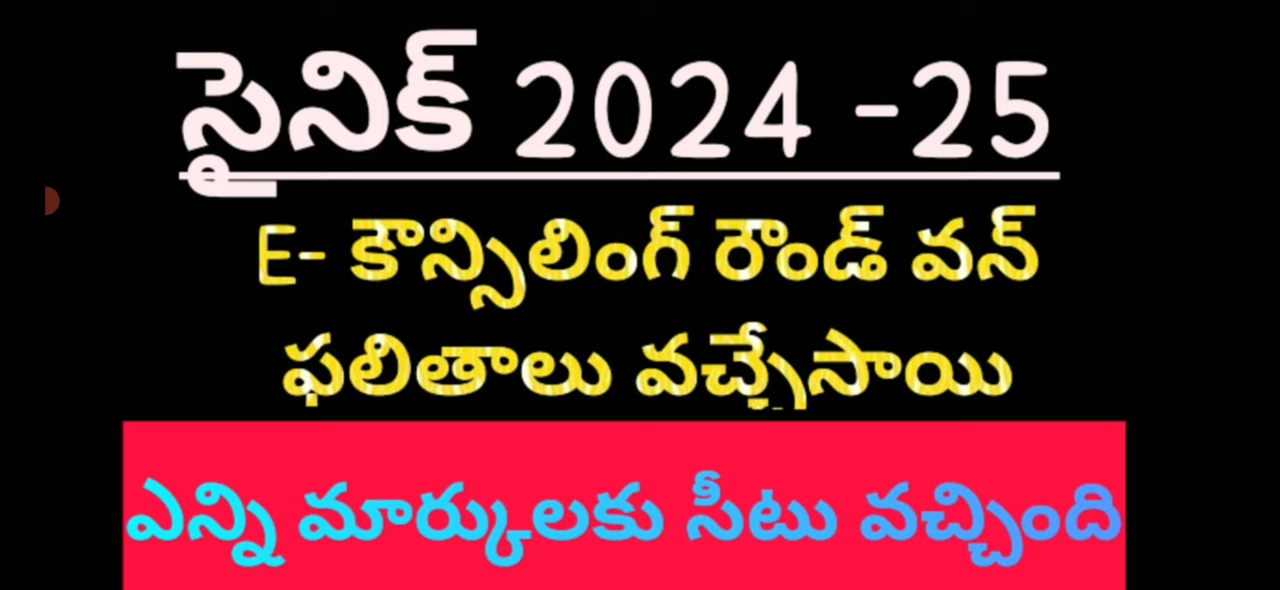 సైనిక్ 2024 -25
E- కౌన్సిలింగ్ రౌండ్ వన్
ఫలితాలు వచ్చేసాయి
ఎన్ని మార్కులకు సీటు వచ్చింది